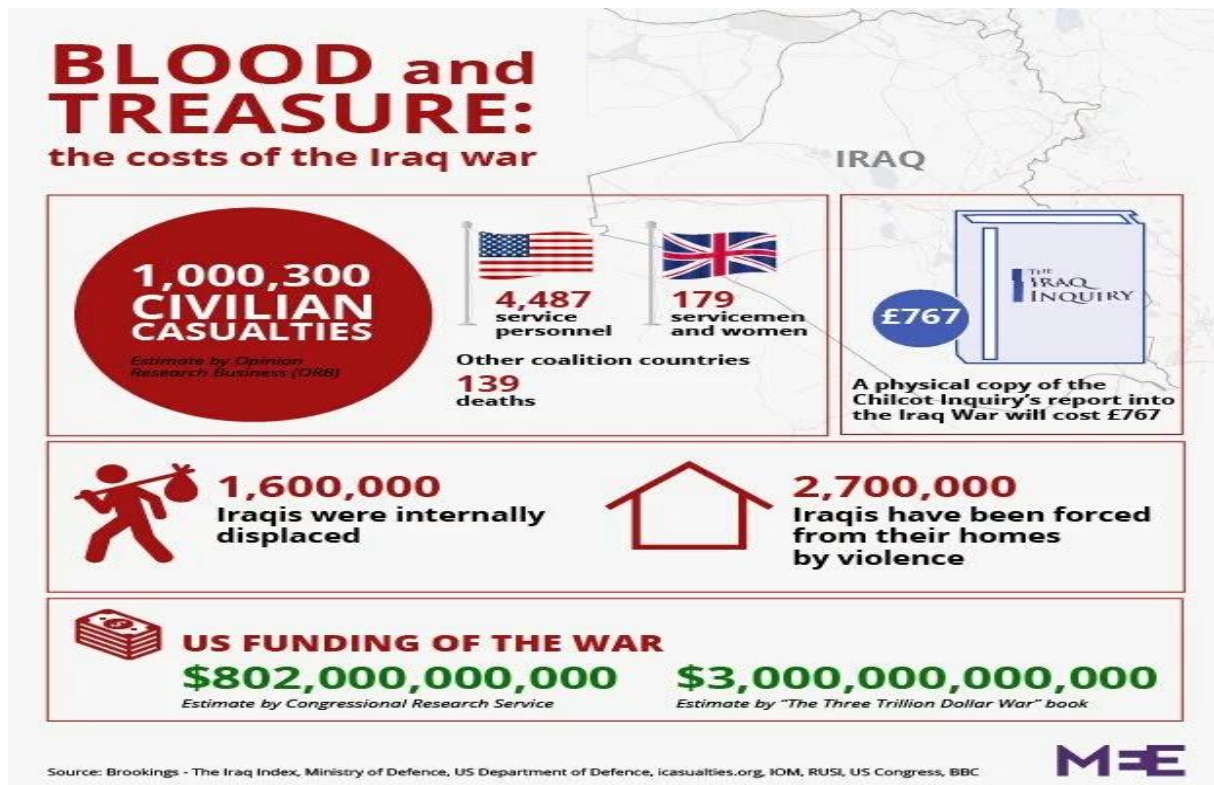 BLOOD and
TREASURE:
the costs of the Iraq war
IRAQ
1,000,300
CIVILIAN
CASUALTIES
Estimate by Opinion
Research Business (ORB)
4,487
service
personnel
179
servicemen
and women
Other coalition countries
139
deaths
THE
IRAQ
INQUIRY
£767
A physical copy of the
Chilcot Inquiry's report into
the Iraq War will cost £767
1,600,000
Iraqis were internally
displaced
2,700,000
Iraqis have been forced
from their homes
by violence
US FUNDING OF THE WAR
$802,000,000,000
Estimate by Congressional Research Service
$3,000,000,000,000
Estimate by "The Three Trillion Dollar War" book
Source: Brookings - The Iraq Index, Ministry of Defence, US Department of Defence, icasualties.org, IOM, RUSI, US Congress, BBC
MEE